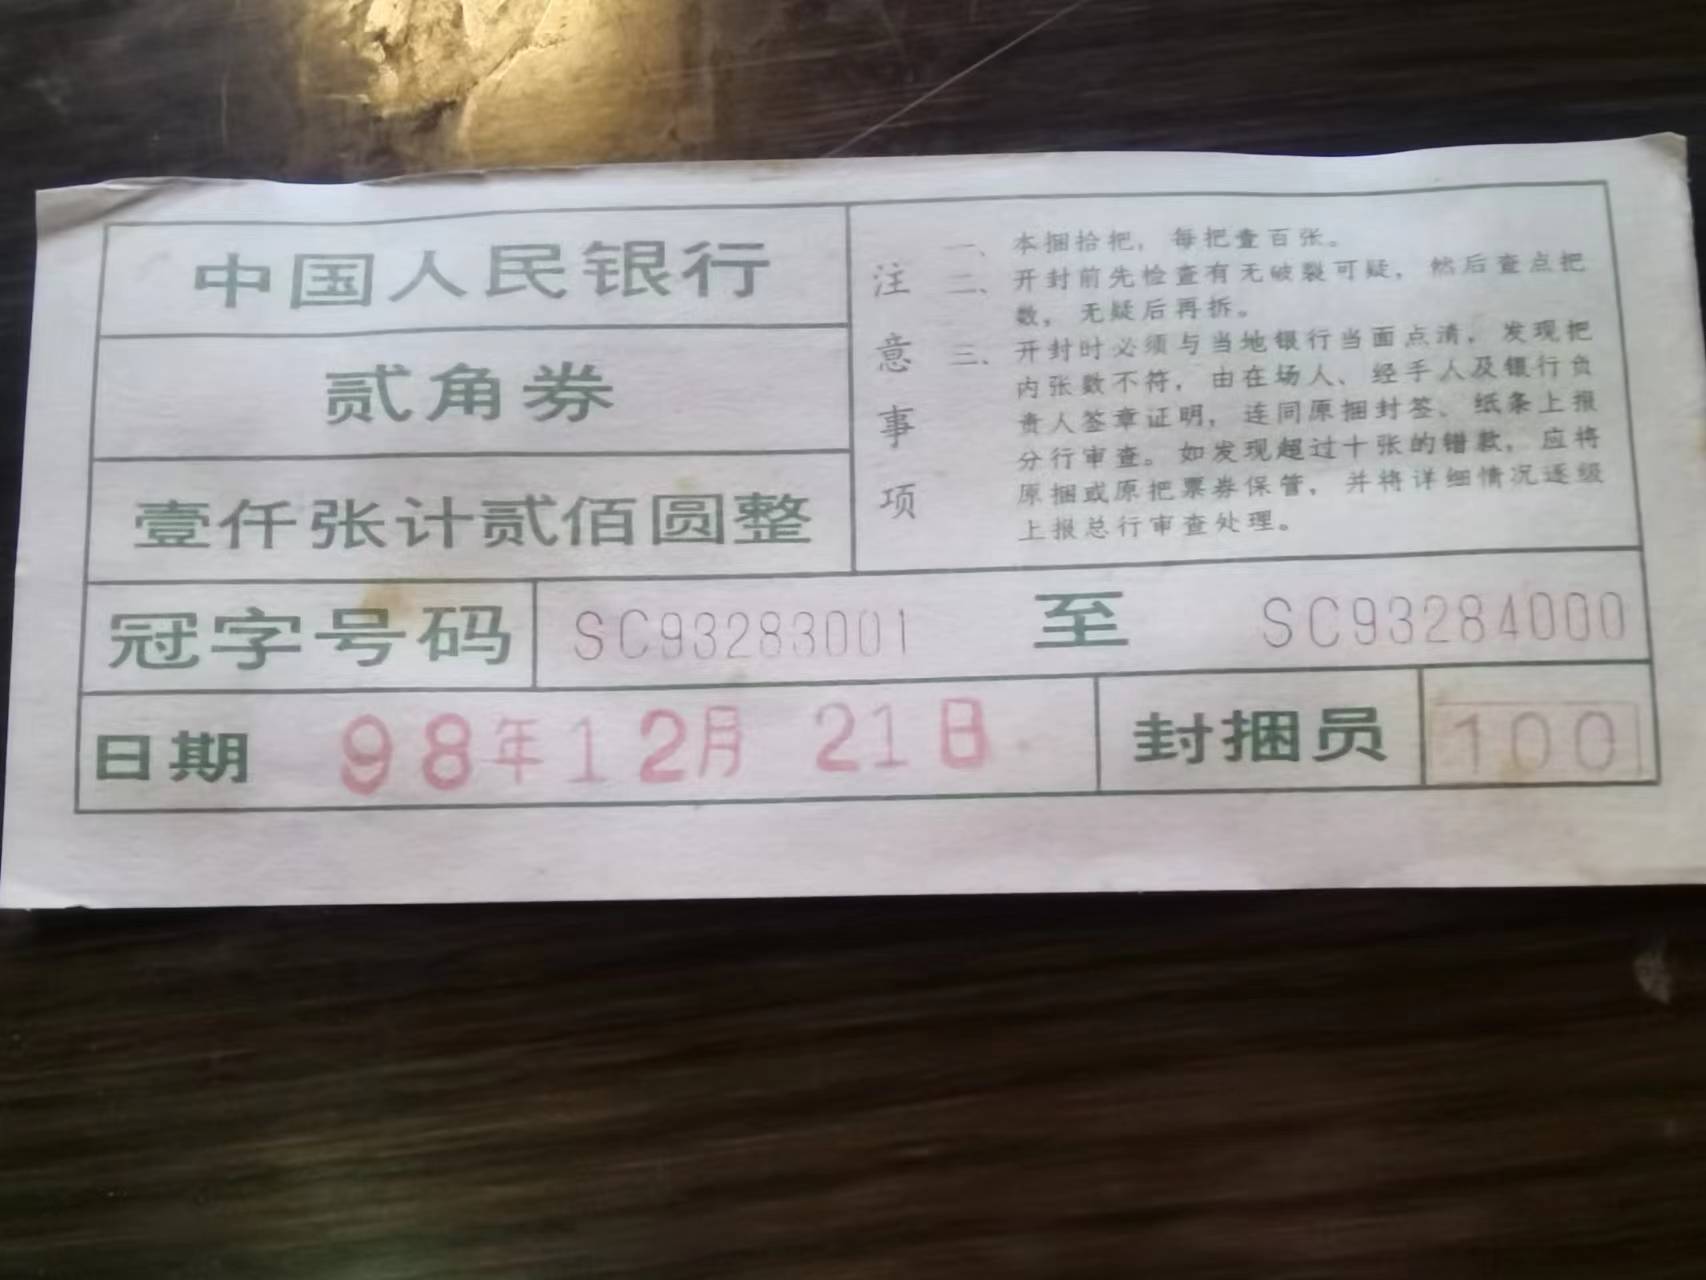 中国人民银行
贰角券
壹仟张计贰佰圆整
注意事项
一、本捆拾把，每把壹百张。
二、开封前先检查有无破裂可疑，然后查点把
数，无疑后再拆。
三、开封时必须与当地银行当面点清，发现把
内张数不符，由在场人、经手人及银行负
责人签章证明，连同原捆封签、纸条上报
分行审查。如发现超过十张的错款，应将
原捆或原把票券保管，并将详细情况逐级
上报总行审查处理。
冠字号码 SC93283001 至 SC93284000
日期 98年12月21日 封捆员 100